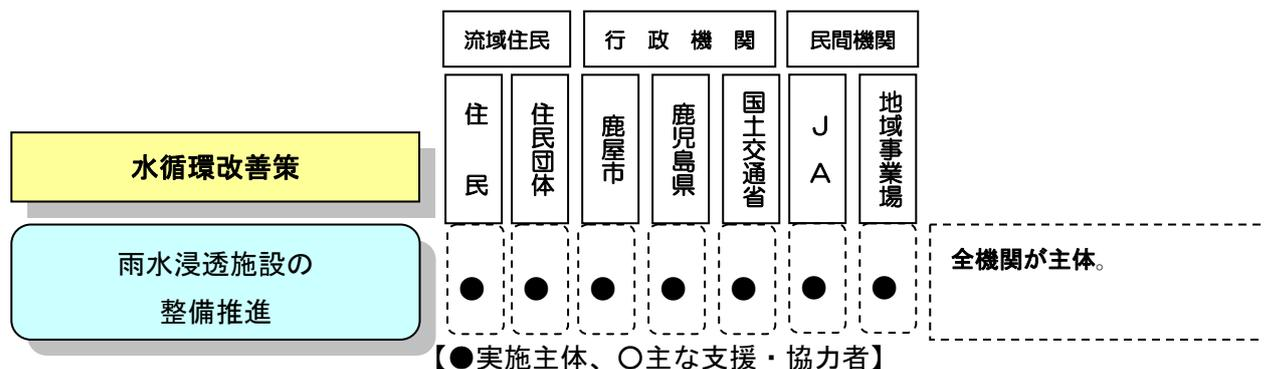 流域住民 行政機関 民間機関
住民 住民団体 鹿屋市 鹿児島県 国土交通省 JA 地域事業場
水循環改善策
雨水浸透施設の
整備推進
● ● ● ● ● ● ●
全機関が主体。
【●実施主体、〇主な支援・協力者】